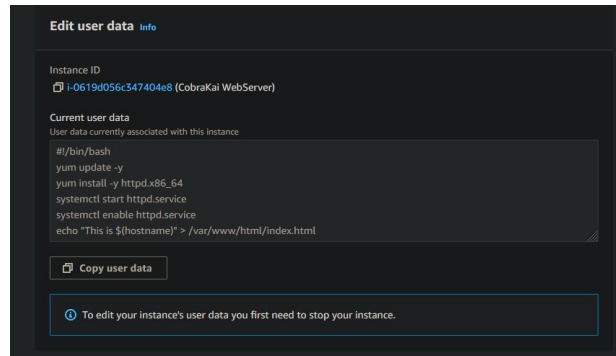 Edit user data Info
Instance ID
i-0619d056c347404e8 (CobraKai WebServer)
Current user data
User data currently associated with this instance
#!/bin/bash
yum update -y
yum install -y httpd.x86_64
systemctl start httpd.service
systemctl enable httpd.service
echo "This is $(hostname)" > /var/www/html/index.html
Copy user data
To edit your instance's user data you first need to stop your instance.